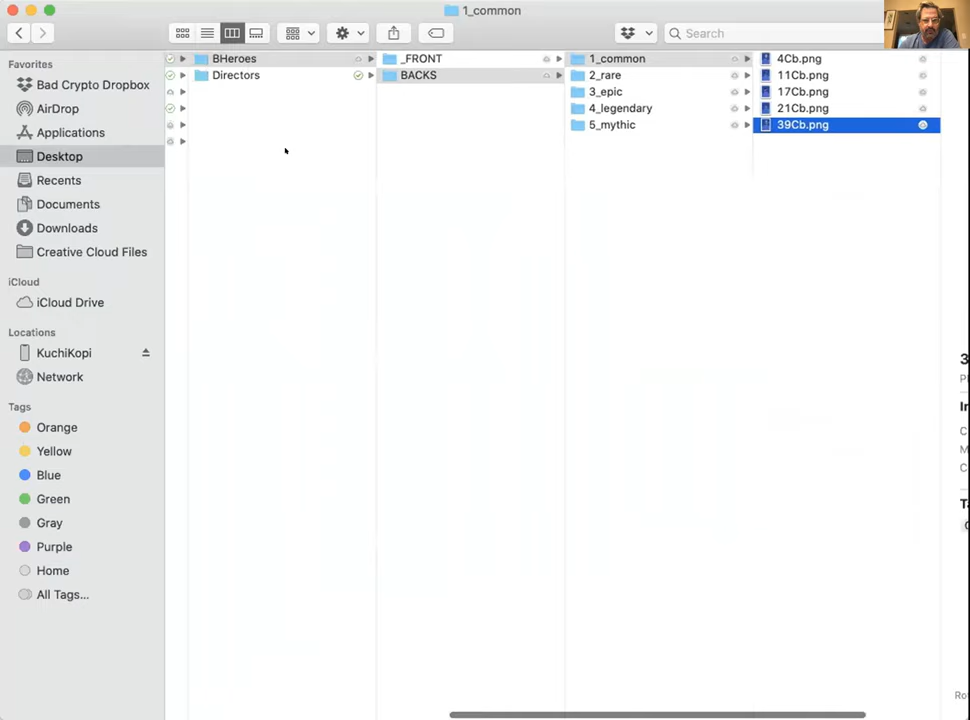 1_common
Search
Favorites
Bad Crypto Dropbox
AirDrop
Applications
Desktop
Recents
Documents
Downloads
Creative Cloud Files
iCloud
iCloud Drive
Locations
KuchiKopi
Network
Tags
Orange
Yellow
Blue
Green
Gray
Purple
Home
All Tags...
BHeroes
Directors
_FRONT
BACKS
1_common
2_rare
3_epic
4_legendary
5_mythic
4Cb.png
11Cb.png
17Cb.png
21Cb.png
39Cb.png